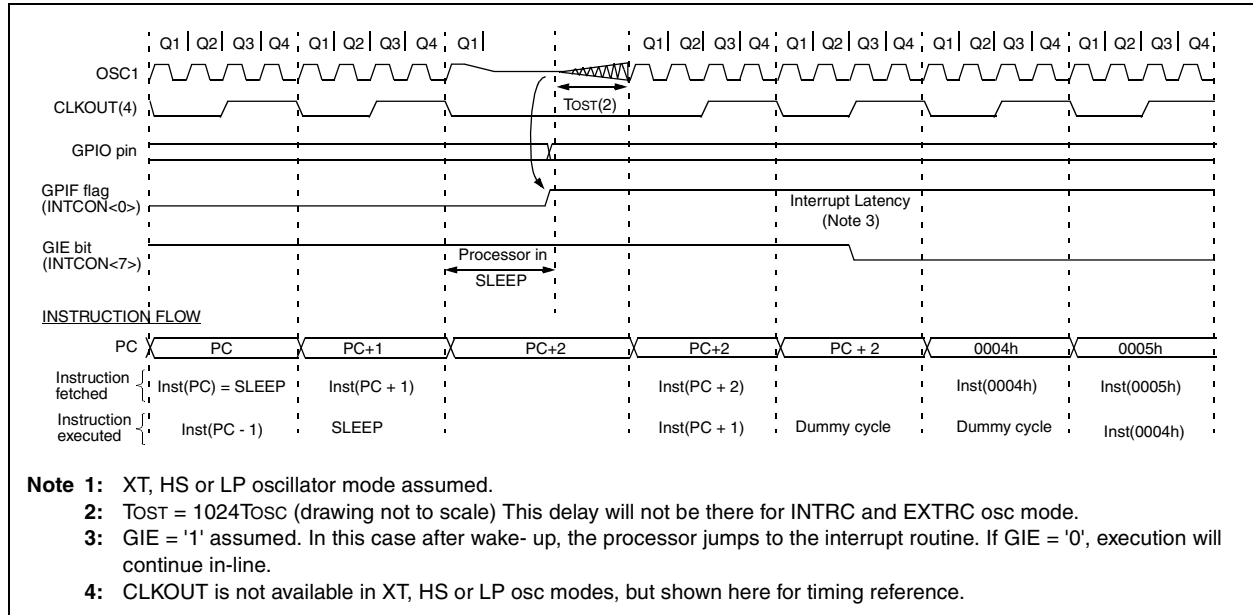 Q1 Q2 Q3 Q4 Q1 Q2 Q3 Q4 Q1 Q1 Q2 Q3 Q4 Q1 Q2 Q3 Q4 Q1 Q2 Q3 Q4 Q1 Q2 Q3 Q4
OSC1
TOST(2)
CLKOUT(4)
GPIO pin
GPIF flag
(INTCON<0>)
Interrupt Latency
(Note 3)
GIE bit
(INTCON<7>)
Processor in
SLEEP
INSTRUCTION FLOW
PC PC PC+1 PC+2 PC+2 PC + 2 0004h 0005h
Instruction
fetched
Inst(PC) = SLEEP Inst(PC + 1) Inst(PC + 2) Inst(0004h) Inst(0005h)
Instruction
executed
Inst(PC - 1) SLEEP Inst(PC + 1) Dummy cycle Dummy cycle Inst(0004h)
Note 1: XT, HS or LP oscillator mode assumed.
2: TOST = 1024TOSC (drawing not to scale) This delay will not be there for INTRC and EXTRC osc mode.
3: GIE = '1' assumed. In this case after wake- up, the processor jumps to the interrupt routine. If GIE = '0', execution will
continue in-line.
4: CLKOUT is not available in XT, HS or LP osc modes, but shown here for timing reference.